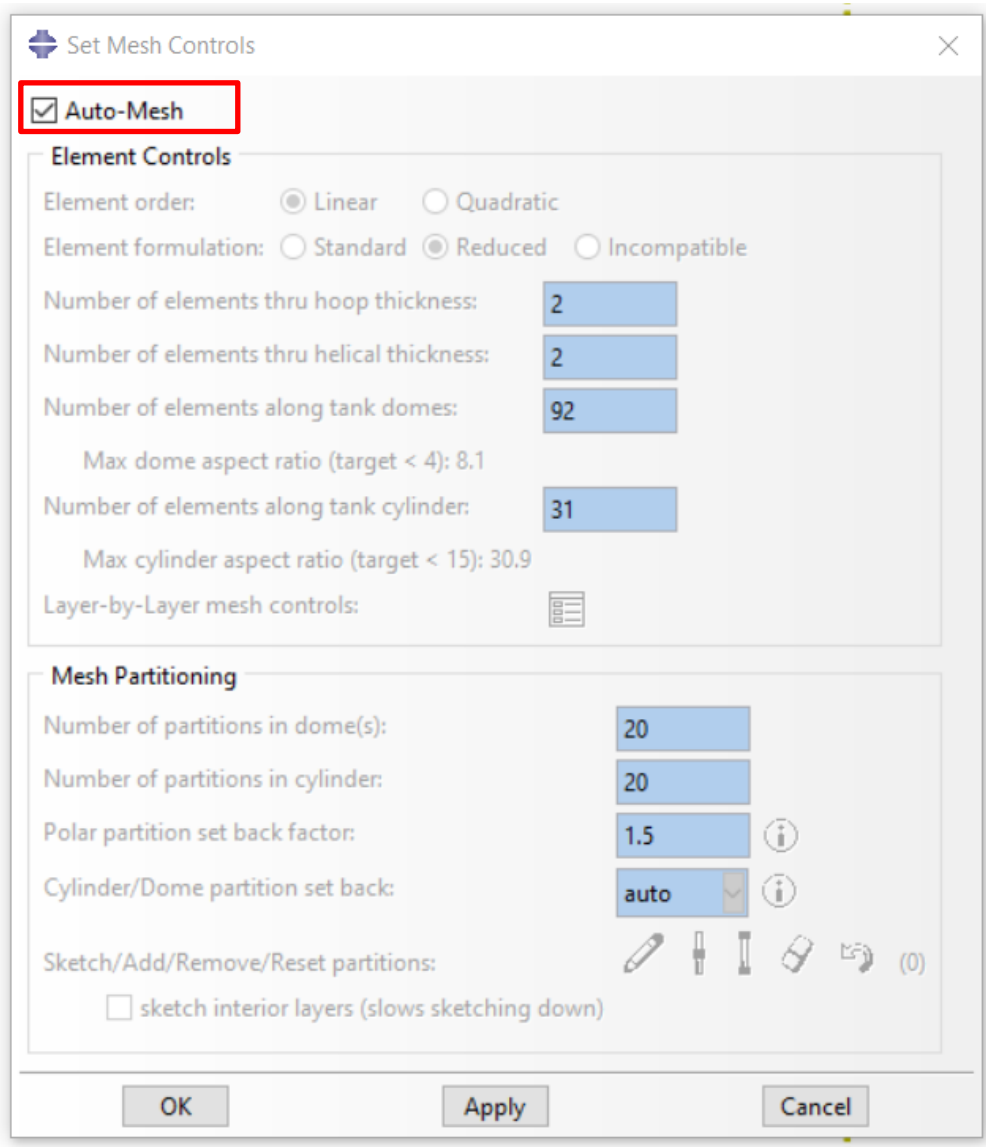 Set Mesh Controls
Auto-Mesh
Element Controls
Element order: Linear Quadratic
Element formulation: Standard Reduced Incompatible
Number of elements thru hoop thickness: 2
Number of elements thru helical thickness: 2
Number of elements along tank domes: 92
Max dome aspect ratio (target < 4): 8.1
Number of elements along tank cylinder: 31
Max cylinder aspect ratio (target < 15): 30.9
Layer-by-Layer mesh controls:
Mesh Partitioning
Number of partitions in dome(s): 20
Number of partitions in cylinder: 20
Polar partition set back factor: 1.5
Cylinder/Dome partition set back: auto
Sketch/Add/Remove/Reset partitions: (0)
sketch interior layers (slows sketching down)
OK Apply Cancel